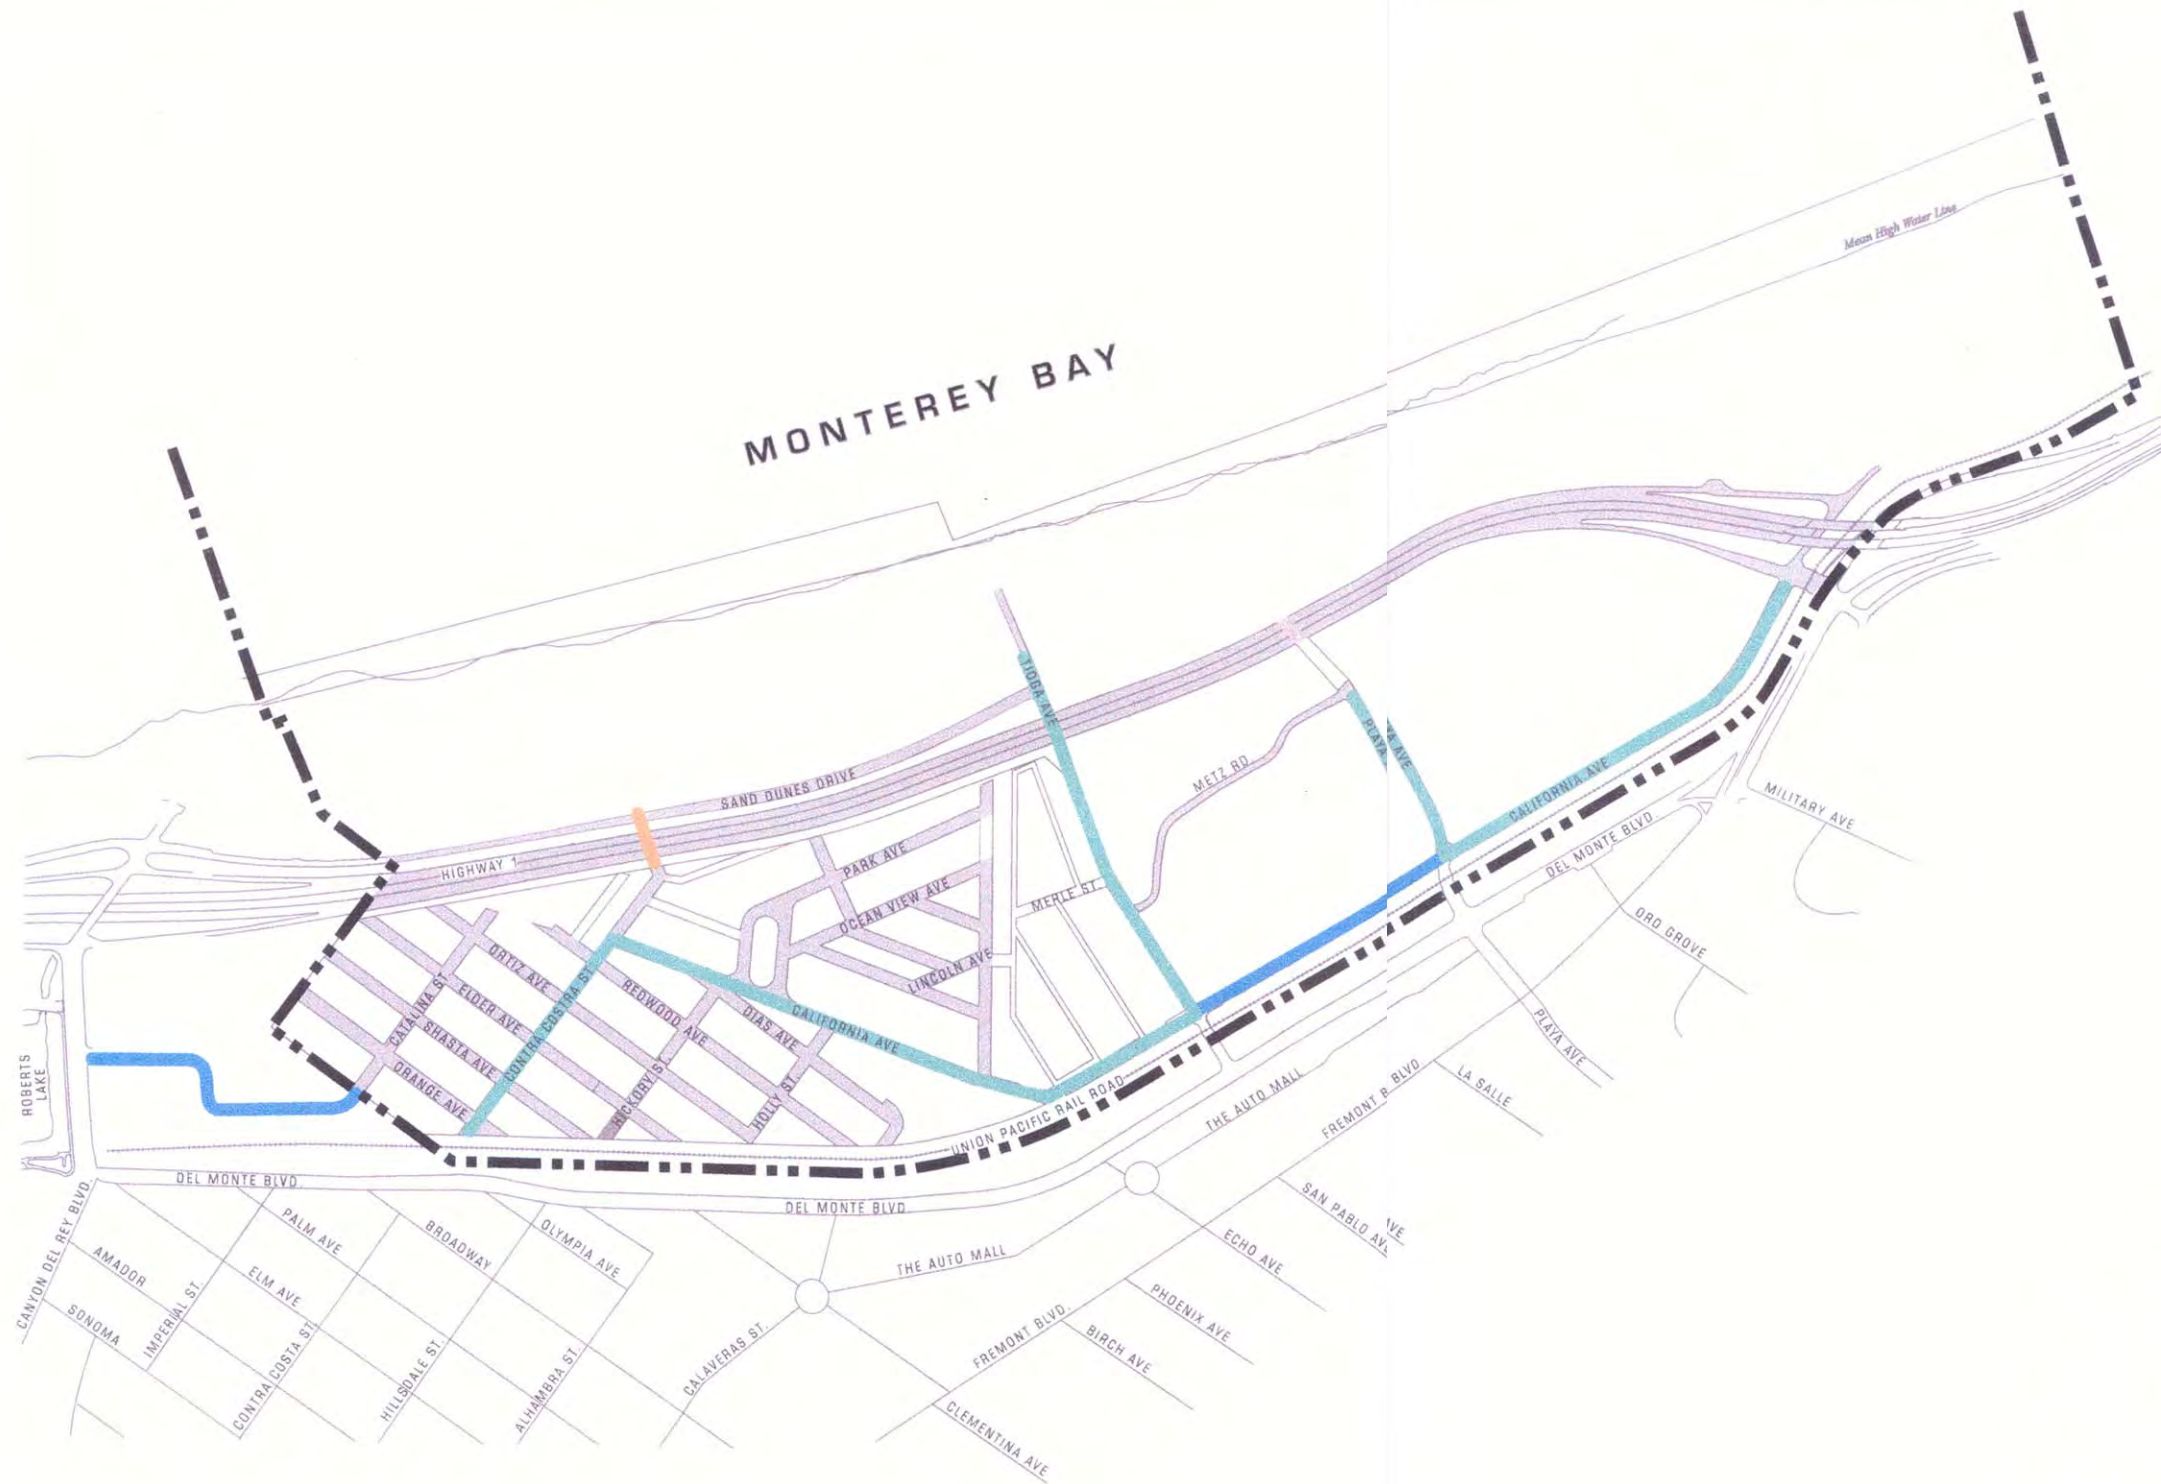 Mean High Water Line
MONTEREY BAY
TIOGA AVE
SAND DUNES DRIVE
HIGHWAY 1
METZ RD
PLAYA
YA AVE
CALIFORNIA AVE
MILITARY AVE
DEL MONTE BLVD.
PARK AVE
OCEAN VIEW AVE
MERLE ST.
LINCOLN AVE
ORO GROVE
ORTIZ AVE
ELDER AVE
CATALINA ST
SHASTA AVE
ORANGE AVE
CONTRA COSTRA ST.
REDWOOD AVE
DIAS AVE
CALIFORNIA AVE
HICKORY ST.
HOLLY ST.
ROBERTS
LAKE
UNION PACIFIC RAIL ROAD
PLAYA AVE
LA SALLE
THE AUTO MALL
FREMONT B
BLVD
DEL MONTE BLVD.
DEL MONTE BLVD
CANYON DEL REY BLVD.
PALM AVE
BROADWAY
OLYMPIA AVE
AMADOR
ELM AVE
IMPERIAL ST.
SONOMA
CONTRA COSTA ST.
HILLSDALE ST.
ALHAMBRA ST.
CALAVERAS ST.
THE AUTO MALL
SAN PABLO AVE
AVE
ECHO AVE
PHOENIX AVE
FREMONT BLVD.
BIRCH AVE
CLEMENTINA AVE